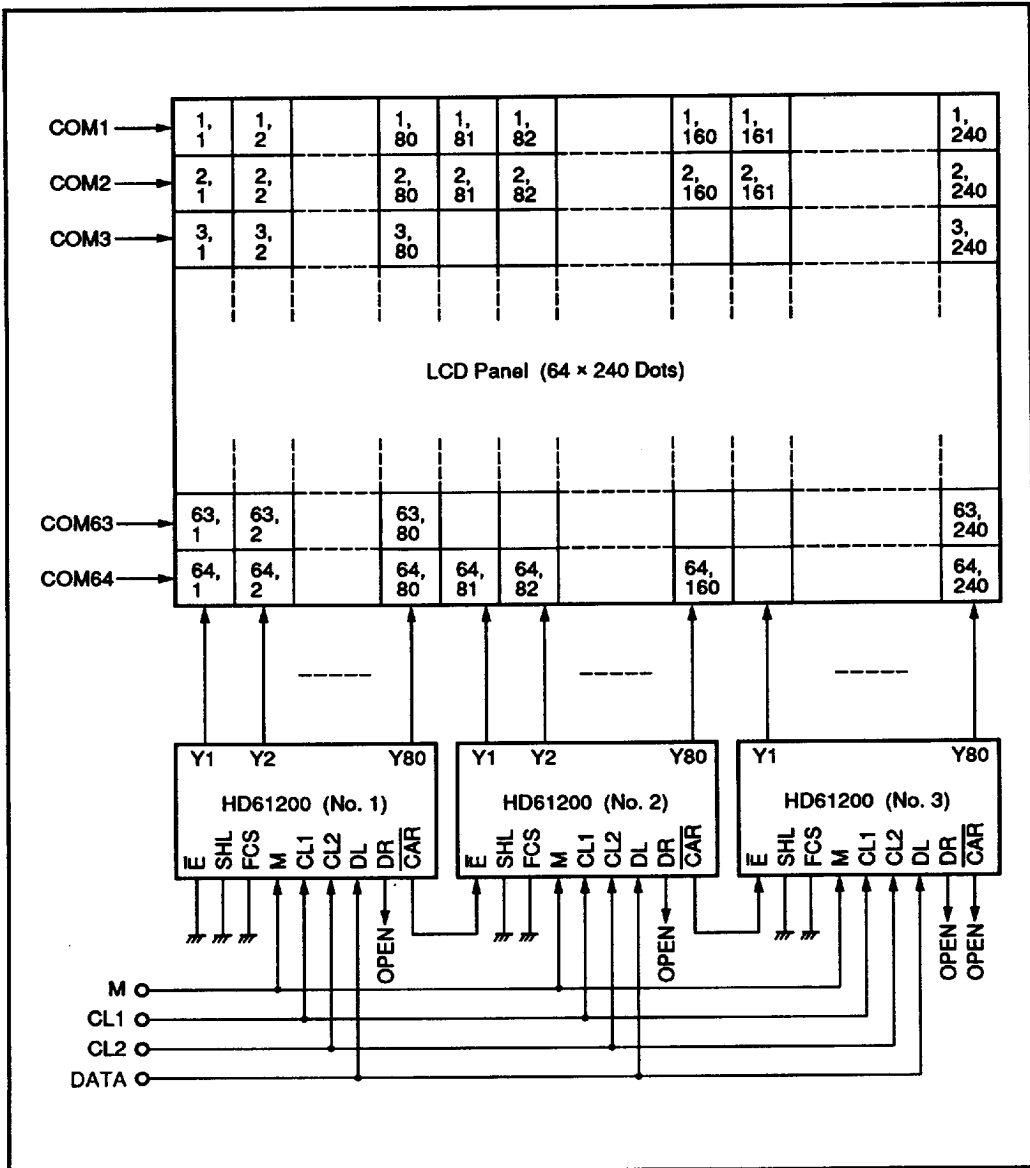 COM1 1, 1 1, 2 1, 80 1, 81 1, 82 1, 160 1, 161 1, 240
COM2 2, 1 2, 2 2, 80 2, 81 2, 82 2, 160 2, 161 2, 240
COM3 3, 1 3, 2 3, 80 3, 240
LCD Panel (64 × 240 Dots)
COM63 63, 1 63, 2 63, 80 63, 240
COM64 64, 1 64, 2 64, 80 64, 81 64, 82 64, 160 64, 240
Y1 Y2 Y80 Y1 Y2 Y80 Y1 Y80
HD61200 (No. 1) HD61200 (No. 2) HD61200 (No. 3)
E̅ SHL FCS M CL1 CL2 DL DR C̅A̅R̅ E̅ SHL FCS M CL1 CL2 DL DR C̅A̅R̅ E̅ SHL FCS M CL1 CL2 DL DR C̅A̅R̅
OPEN OPEN OPEN OPEN
M
CL1
CL2
DATA